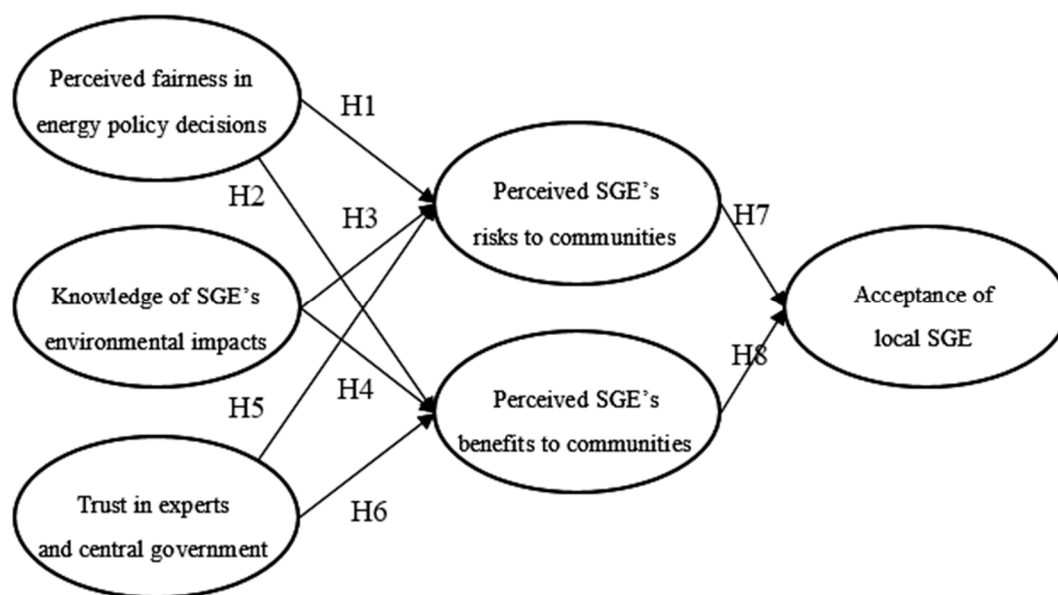 Perceived fairness in
energy policy decisions
H1
H2
Knowledge of SGE's
environmental impacts
H3
H4
H5
Trust in experts
and central government
H6
Perceived SGE's
risks to communities
H7
Perceived SGE's
benefits to communities
H8
Acceptance of
local SGE